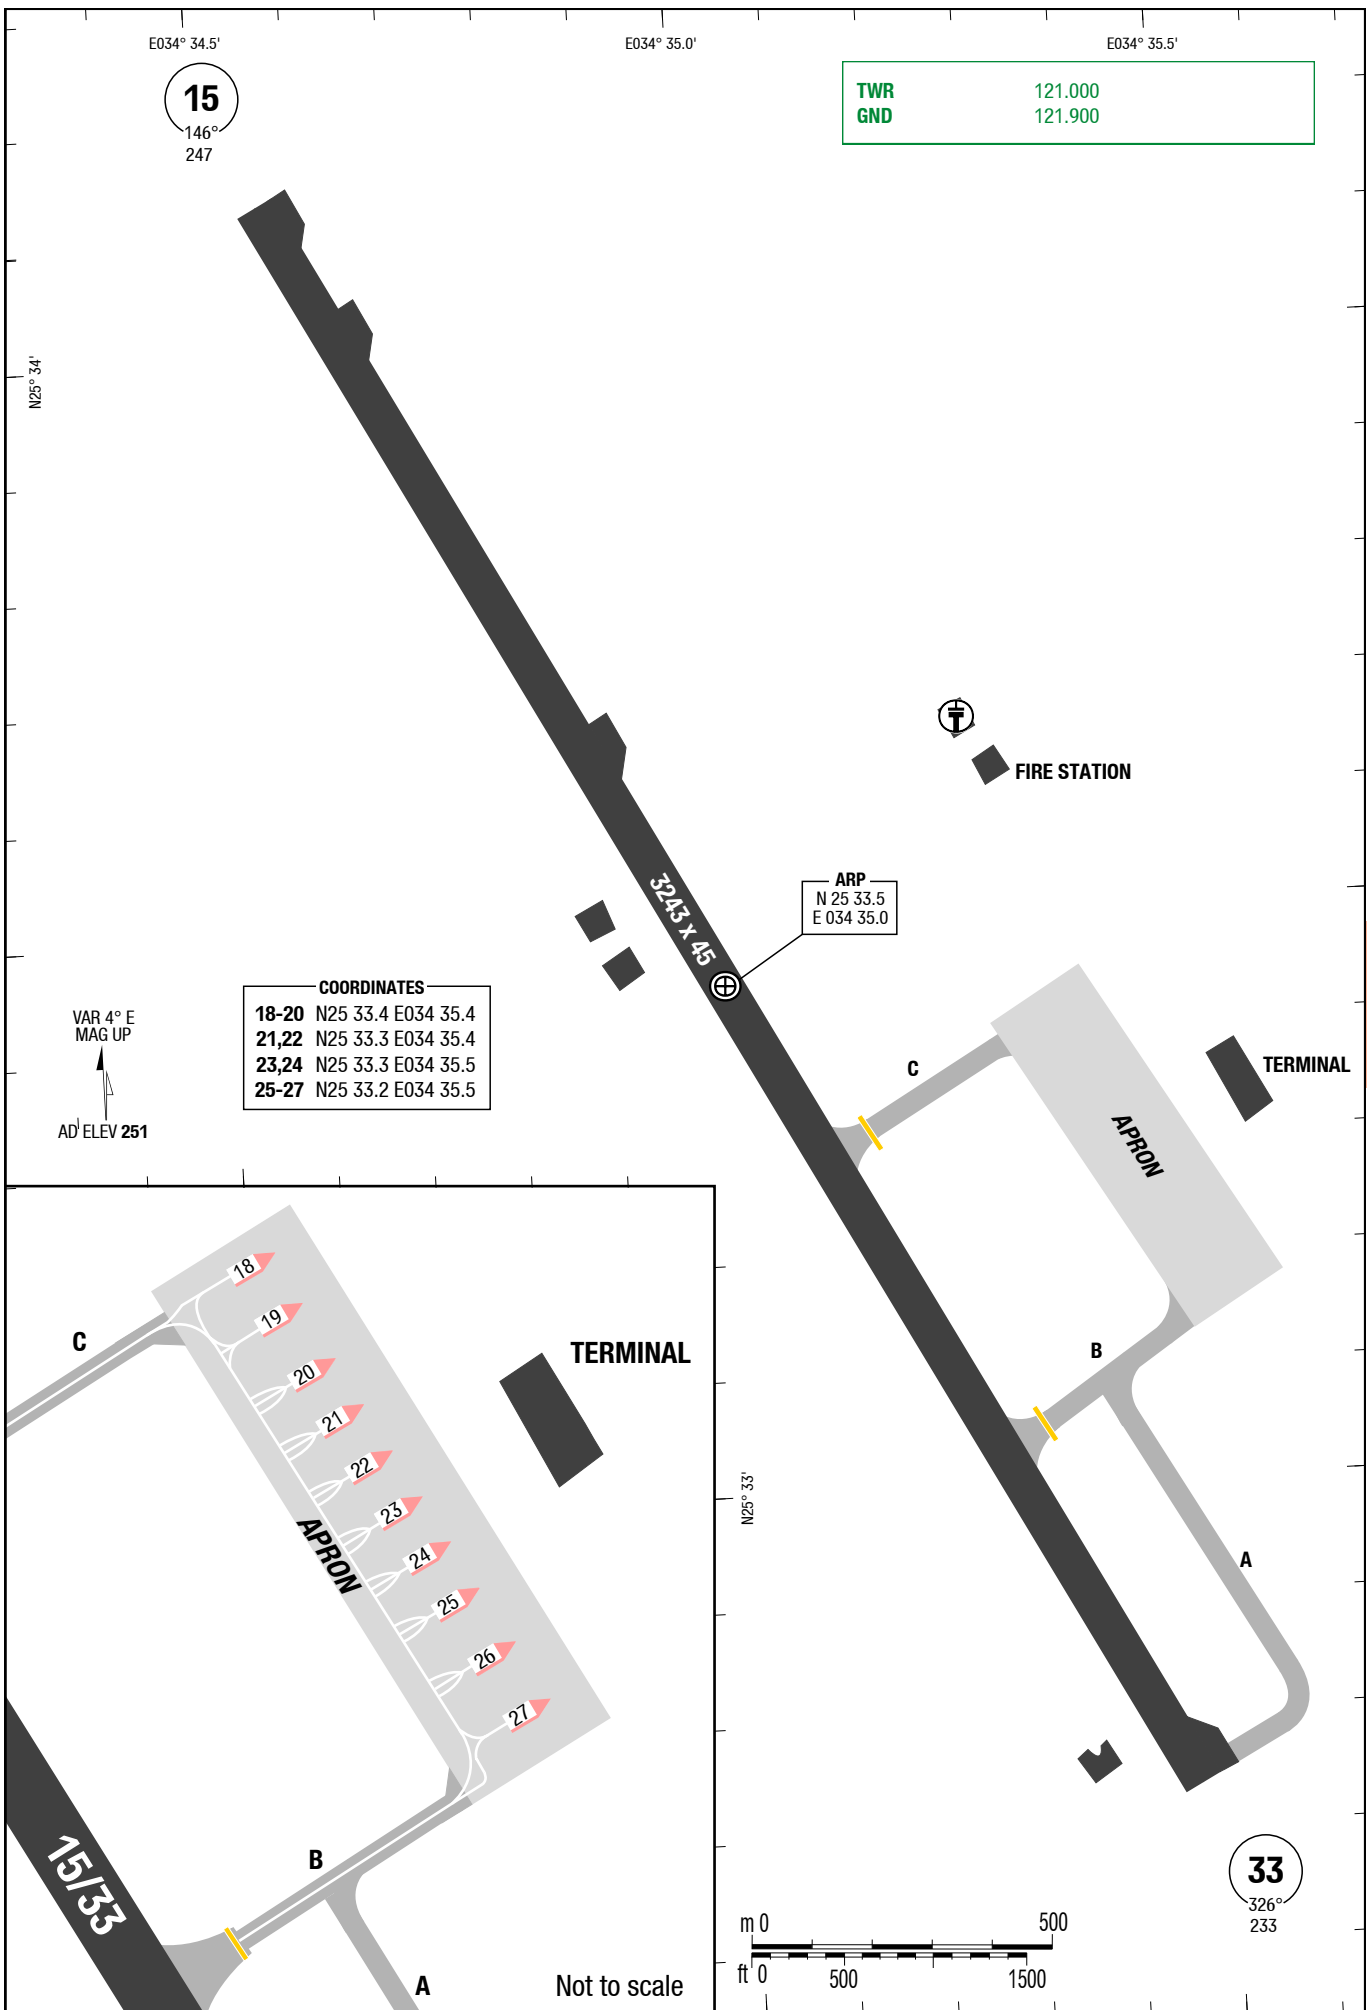 E034° 34.5'
E034° 35.0'
E034° 35.5'
15
146°
247
TWR 121.000
GND 121.900
N25° 34'
FIRE STATION
3243 x 45
ARP
N 25 33.5
E 034 35.0
COORDINATES
18-20 N25 33.4 E034 35.4
21,22 N25 33.3 E034 35.4
23,24 N25 33.3 E034 35.5
25-27 N25 33.2 E034 35.5
VAR 4° E
MAG UP
AD ELEV 251
C
TERMINAL
APRON
B
A
N25° 33'
18
19
20
21
22
23
24
25
26
27
C
TERMINAL
APRON
15/33
B
A
Not to scale
33
326°
233
m 0 500
ft 0 500 1500